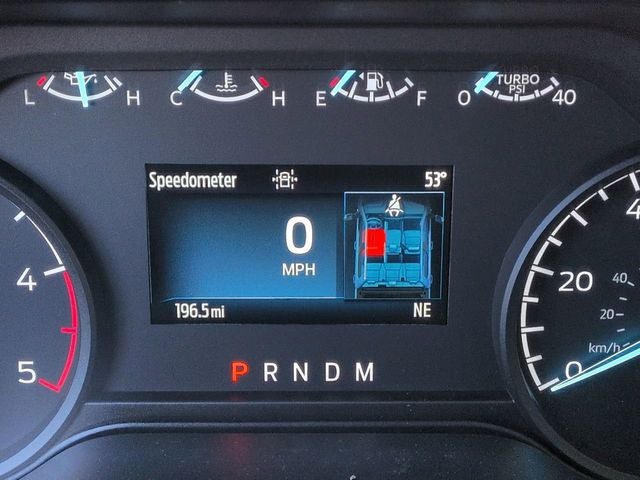 L H C H E F 0 TURBO PSI 40
Speedometer 53°
0
MPH
196.5 mi NE
P R N D M
4
5
4
20
0
40
20
km/h